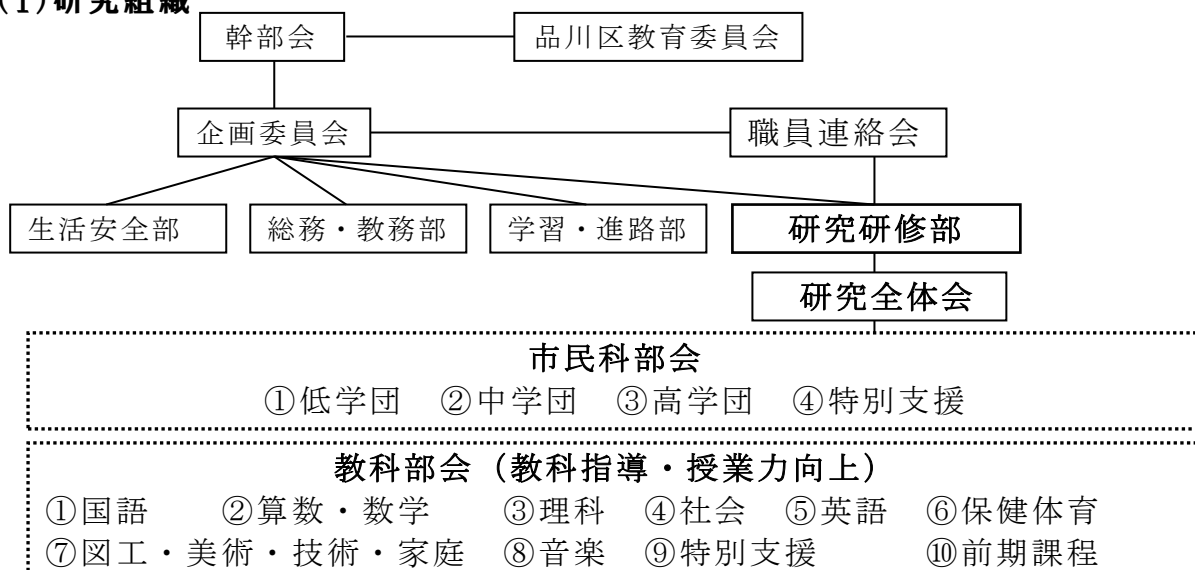 (1)研究組織
幹部会 品川区教育委員会
企画委員会 職員連絡会
生活安全部 総務・教務部 学習・進路部 研究研修部
研究全体会
市民科部会
①低学団 ②中学団 ③高学団 ④特別支援
教科部会(教科指導・授業力向上)
①国語 ②算数・数学 ③理科 ④社会 ⑤英語 ⑥保健体育
⑦図工・美術・技術・家庭 ⑧音楽 ⑨特別支援 ⑩前期課程